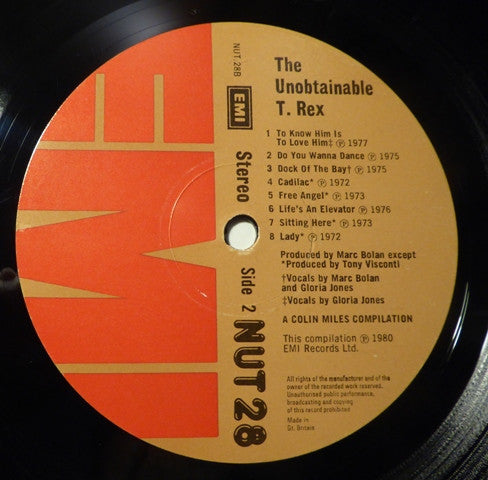 The
Unobtainable
T. Rex
1 To Know Him Is
To Love Him‡ ℗ 1977
2 Do You Wanna Dance ℗ 1975
3 Dock Of The Bay† ℗ 1975
4 Cadilac* ℗ 1972
5 Free Angel* ℗ 1973
6 Life's An Elevator ℗ 1976
7 Sitting Here* ℗ 1973
8 Lady* ℗ 1972
Produced by Marc Bolan except
*Produced by Tony Visconti
†Vocals by Marc Bolan
and Gloria Jones
‡Vocals by Gloria Jones
A COLIN MILES COMPILATION
This compilation ℗ 1980
EMI Records Ltd.
All rights of the manufacturer and of the
owner of the recorded work reserved.
Unauthorised public performance,
broadcasting and copying
of this record prohibited
Made in
Gt. Britain
NUT 28B
EMI
Stereo
Side 2
NUT 28
EMI